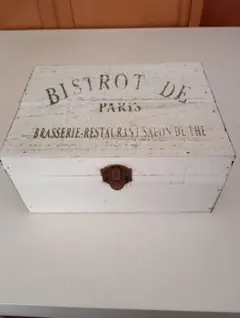 BISTROT DE
PARIS
BRASSERIE-RESTAURANT SALON DE THE